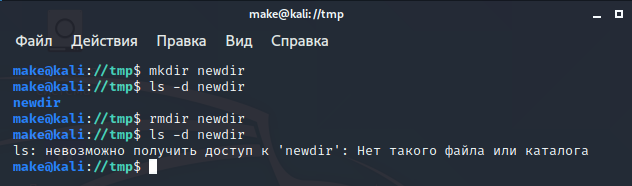 make@kali://tmp
Файл Действия Правка Вид Справка
make@kali://tmp$ mkdir newdir
make@kali://tmp$ ls -d newdir
newdir
make@kali://tmp$ rmdir newdir
make@kali://tmp$ ls -d newdir
ls: невозможно получить доступ к 'newdir': Нет такого файла или каталога
make@kali://tmp$